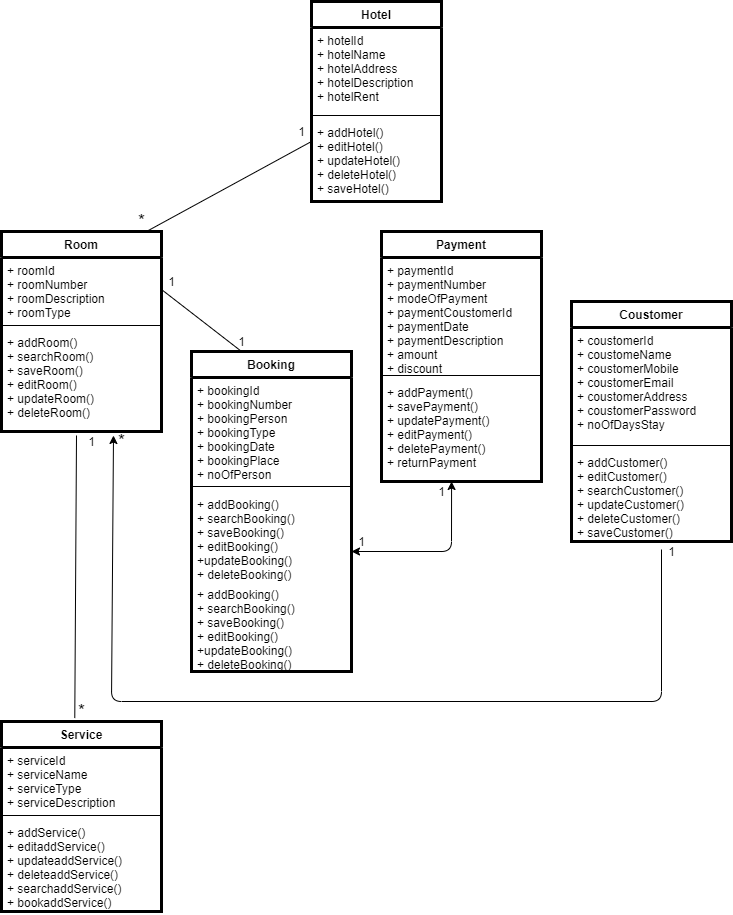 Hotel
+ hotelId
+ hotelName
+ hotelAddress
+ hotelDescription
+ hotelRent
+ addHotel()
+ editHotel()
+ updateHotel()
+ deleteHotel()
+ saveHotel()
1
*
Room
+ roomId
+ roomNumber
+ roomDescription
+ roomType
+ addRoom()
+ searchRoom()
+ saveRoom()
+ editRoom()
+ updateRoom()
+ deleteRoom()
1
1
Booking
+ bookingId
+ bookingNumber
+ bookingPerson
+ bookingType
+ bookingDate
+ bookingPlace
+ noOfPerson
+ addBooking()
+ searchBooking()
+ saveBooking()
+ editBooking()
+updateBooking()
+ deleteBooking()
+ addBooking()
+ searchBooking()
+ saveBooking()
+ editBooking()
+updateBooking()
+ deleteBooking()
Payment
+ paymentId
+ paymentNumber
+ modeOfPayment
+ paymentCoustomerId
+ paymentDate
+ paymentDescription
+ amount
+ discount
+ addPayment()
+ savePayment()
+ updatePayment()
+ editPayment()
+ deletePayment()
+ returnPayment
1
1
Coustomer
+ coustomerId
+ coustomeName
+ coustomerMobile
+ coustomerEmail
+ coustomerAddress
+ coustomerPassword
+ noOfDaysStay
+ addCustomer()
+ editCustomer()
+ searchCustomer()
+ updateCustomer()
+ deleteCustomer()
+ saveCustomer()
1
1
*
*
Service
+ serviceId
+ serviceName
+ serviceType
+ serviceDescription
+ addService()
+ editaddService()
+ updateaddService()
+ deleteaddService()
+ searchaddService()
+ bookaddService()